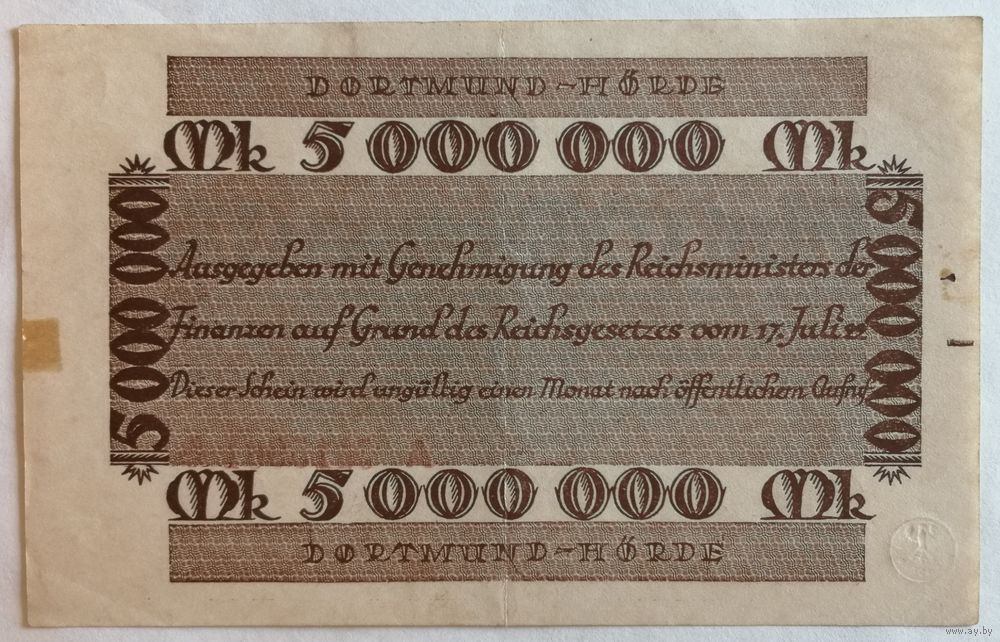 DORTMUND-HÖRDE
Mk 5 000 000 Mk
5 000 000
5 000 000
Ausgegeben mit Genehmigung des Reichsministers der
Finanzen auf Grund des Reichsgesetzes vom 17. Juli 22.
Dieser Schein wird ungültig einen Monat nach öffentlichem Aufruf.
Mk 5 000 000 Mk
DORTMUND-HÖRDE
www.ay.by